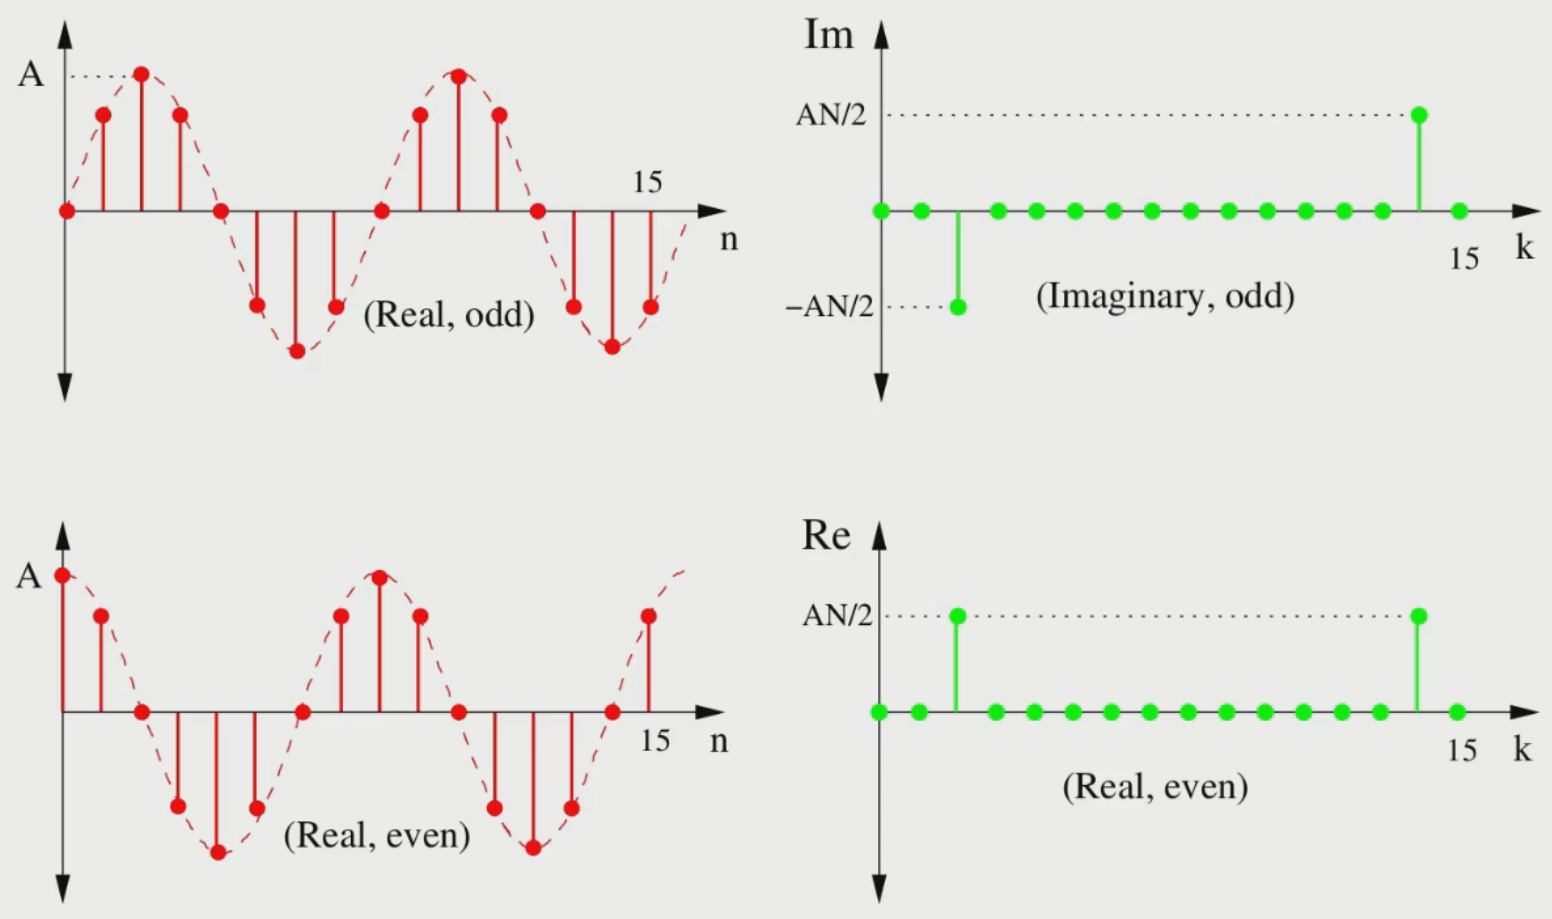 A
15
n
(Real, odd)
Im
AN/2
−AN/2
(Imaginary, odd)
15
k
A
15
n
(Real, even)
Re
AN/2
15
k
(Real, even)